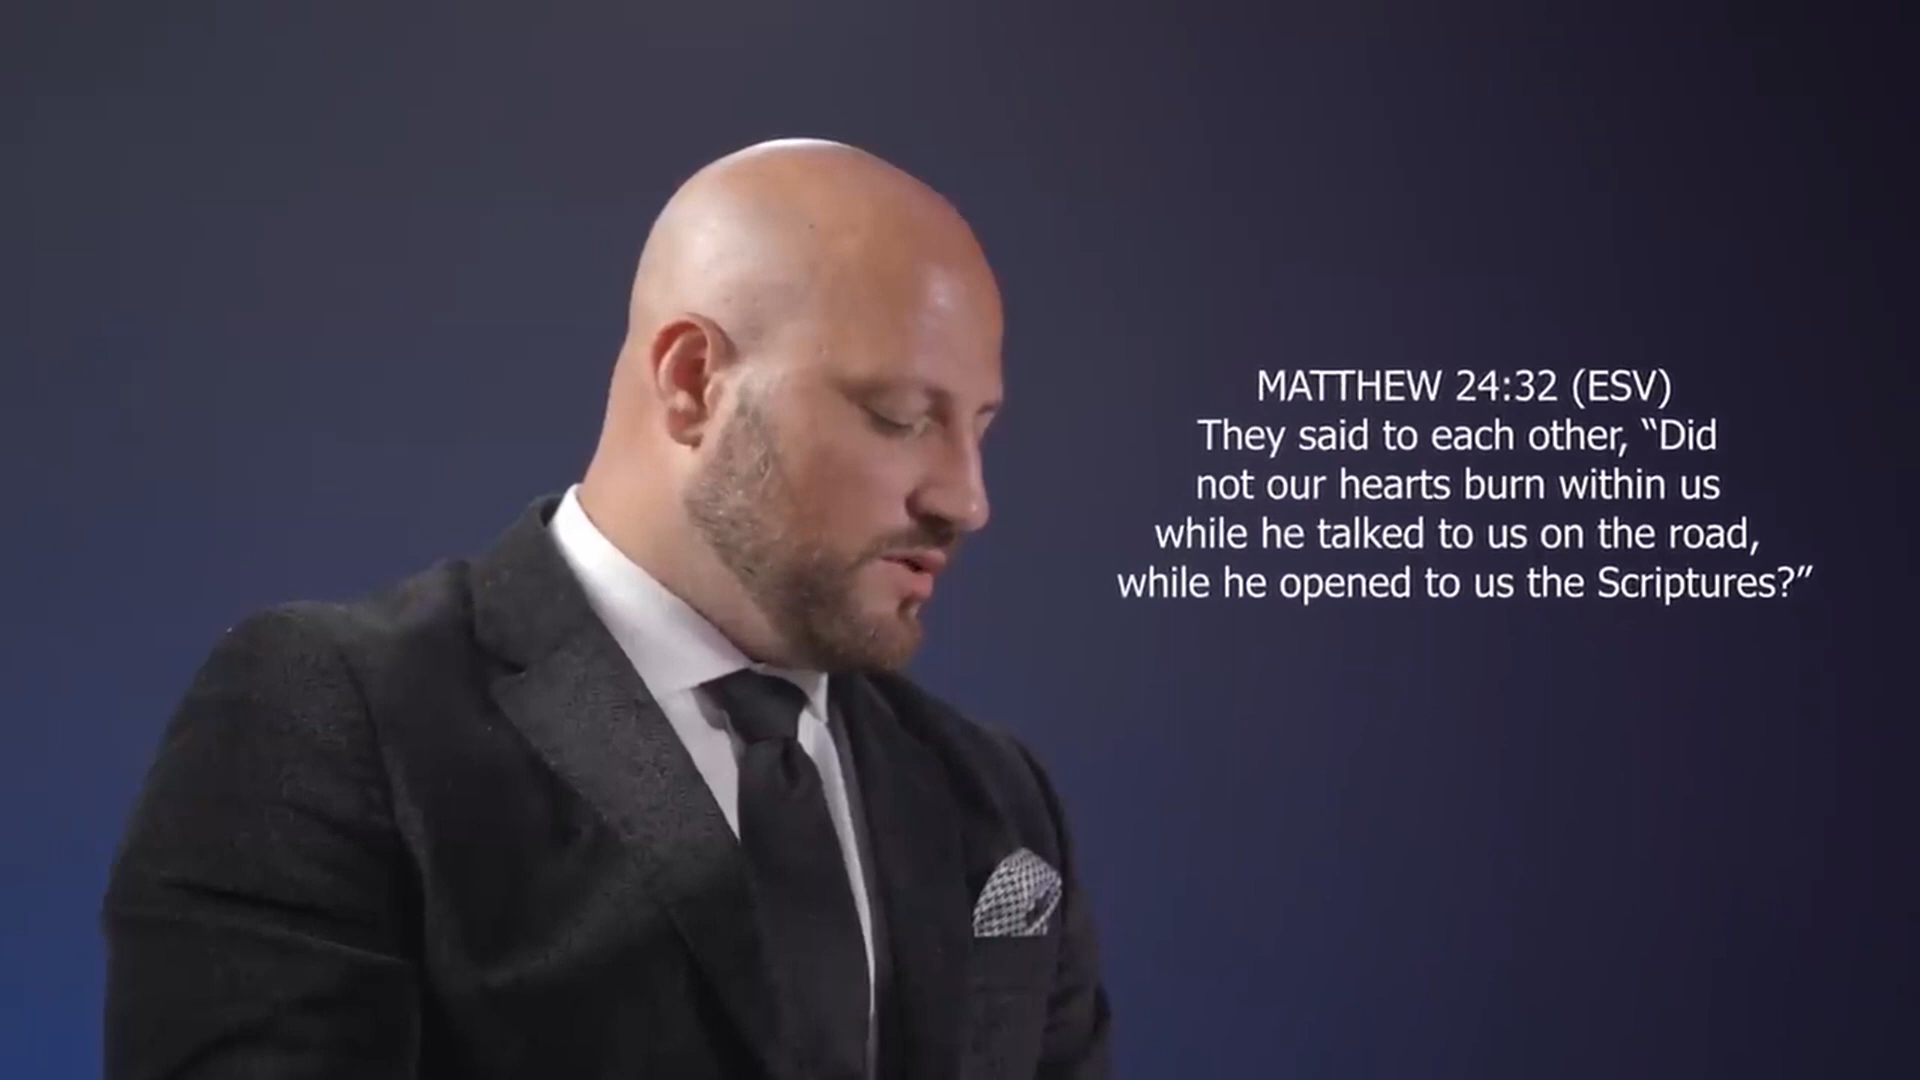 MATTHEW 24:32 (ESV)
They said to each other, “Did
not our hearts burn within us
while he talked to us on the road,
while he opened to us the Scriptures?”